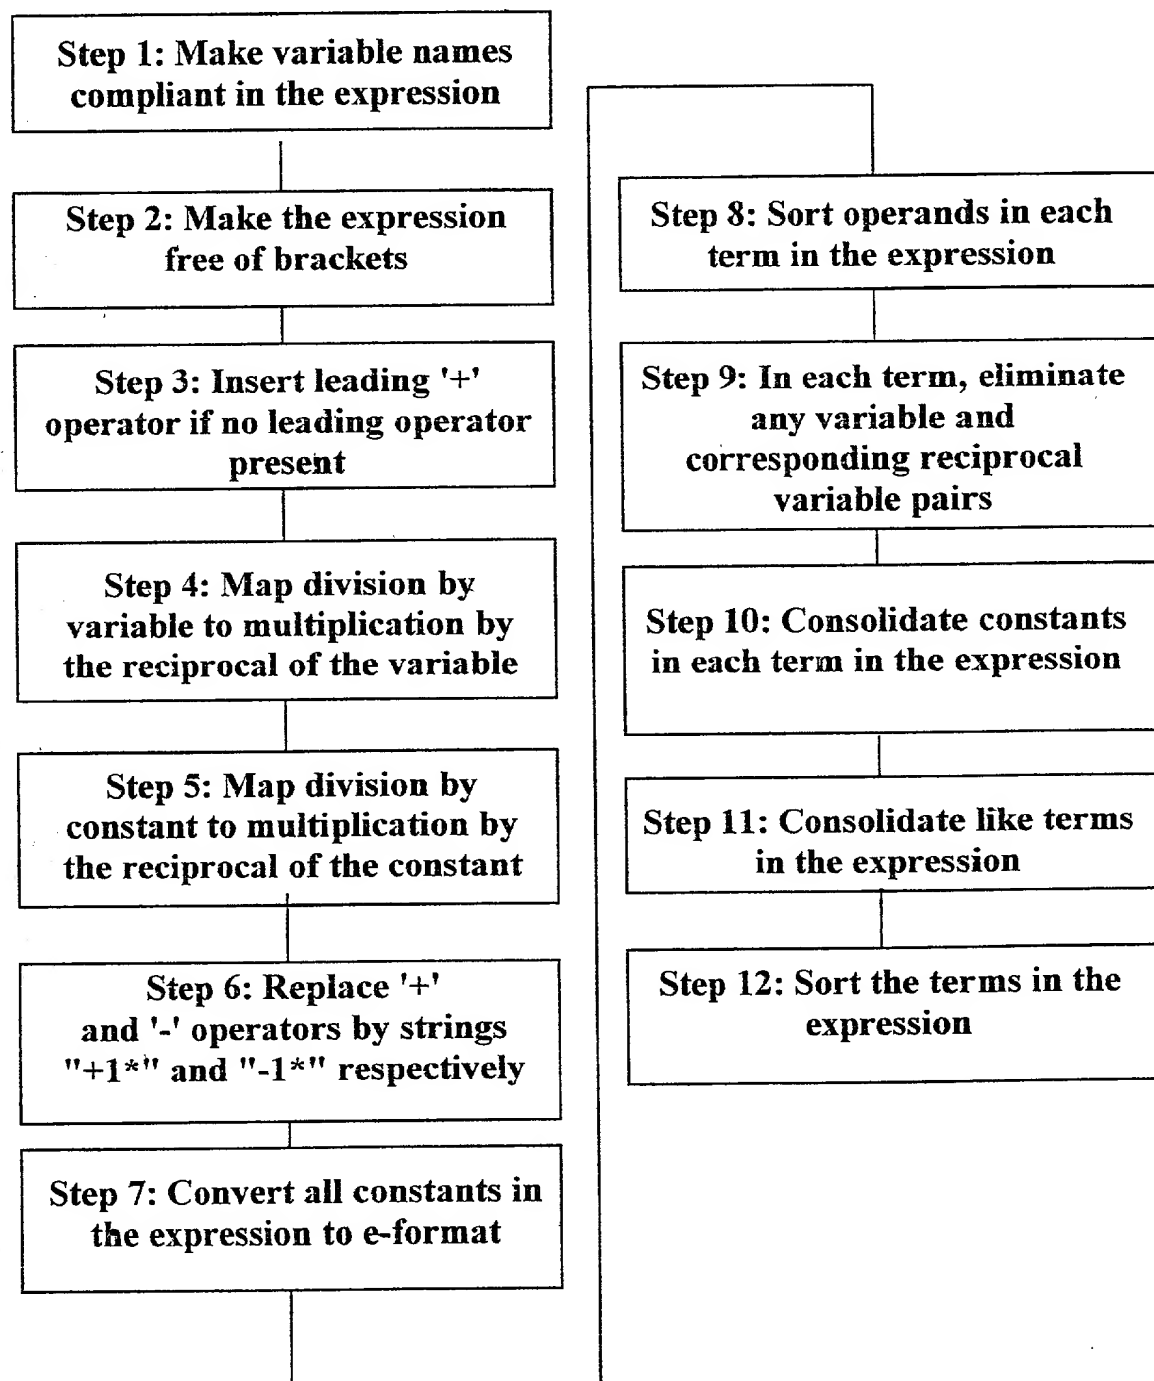 Step 1: Make variable names
compliant in the expression
Step 2: Make the expression
free of brackets
Step 3: Insert leading '+'
operator if no leading operator
present
Step 4: Map division by
variable to multiplication by
the reciprocal of the variable
Step 5: Map division by
constant to multiplication by
the reciprocal of the constant
Step 6: Replace '+'
and '-' operators by strings
"+1*" and "-1*" respectively
Step 7: Convert all constants in
the expression to e-format
Step 8: Sort operands in each
term in the expression
Step 9: In each term, eliminate
any variable and
corresponding reciprocal
variable pairs
Step 10: Consolidate constants
in each term in the expression
Step 11: Consolidate like terms
in the expression
Step 12: Sort the terms in the
expression